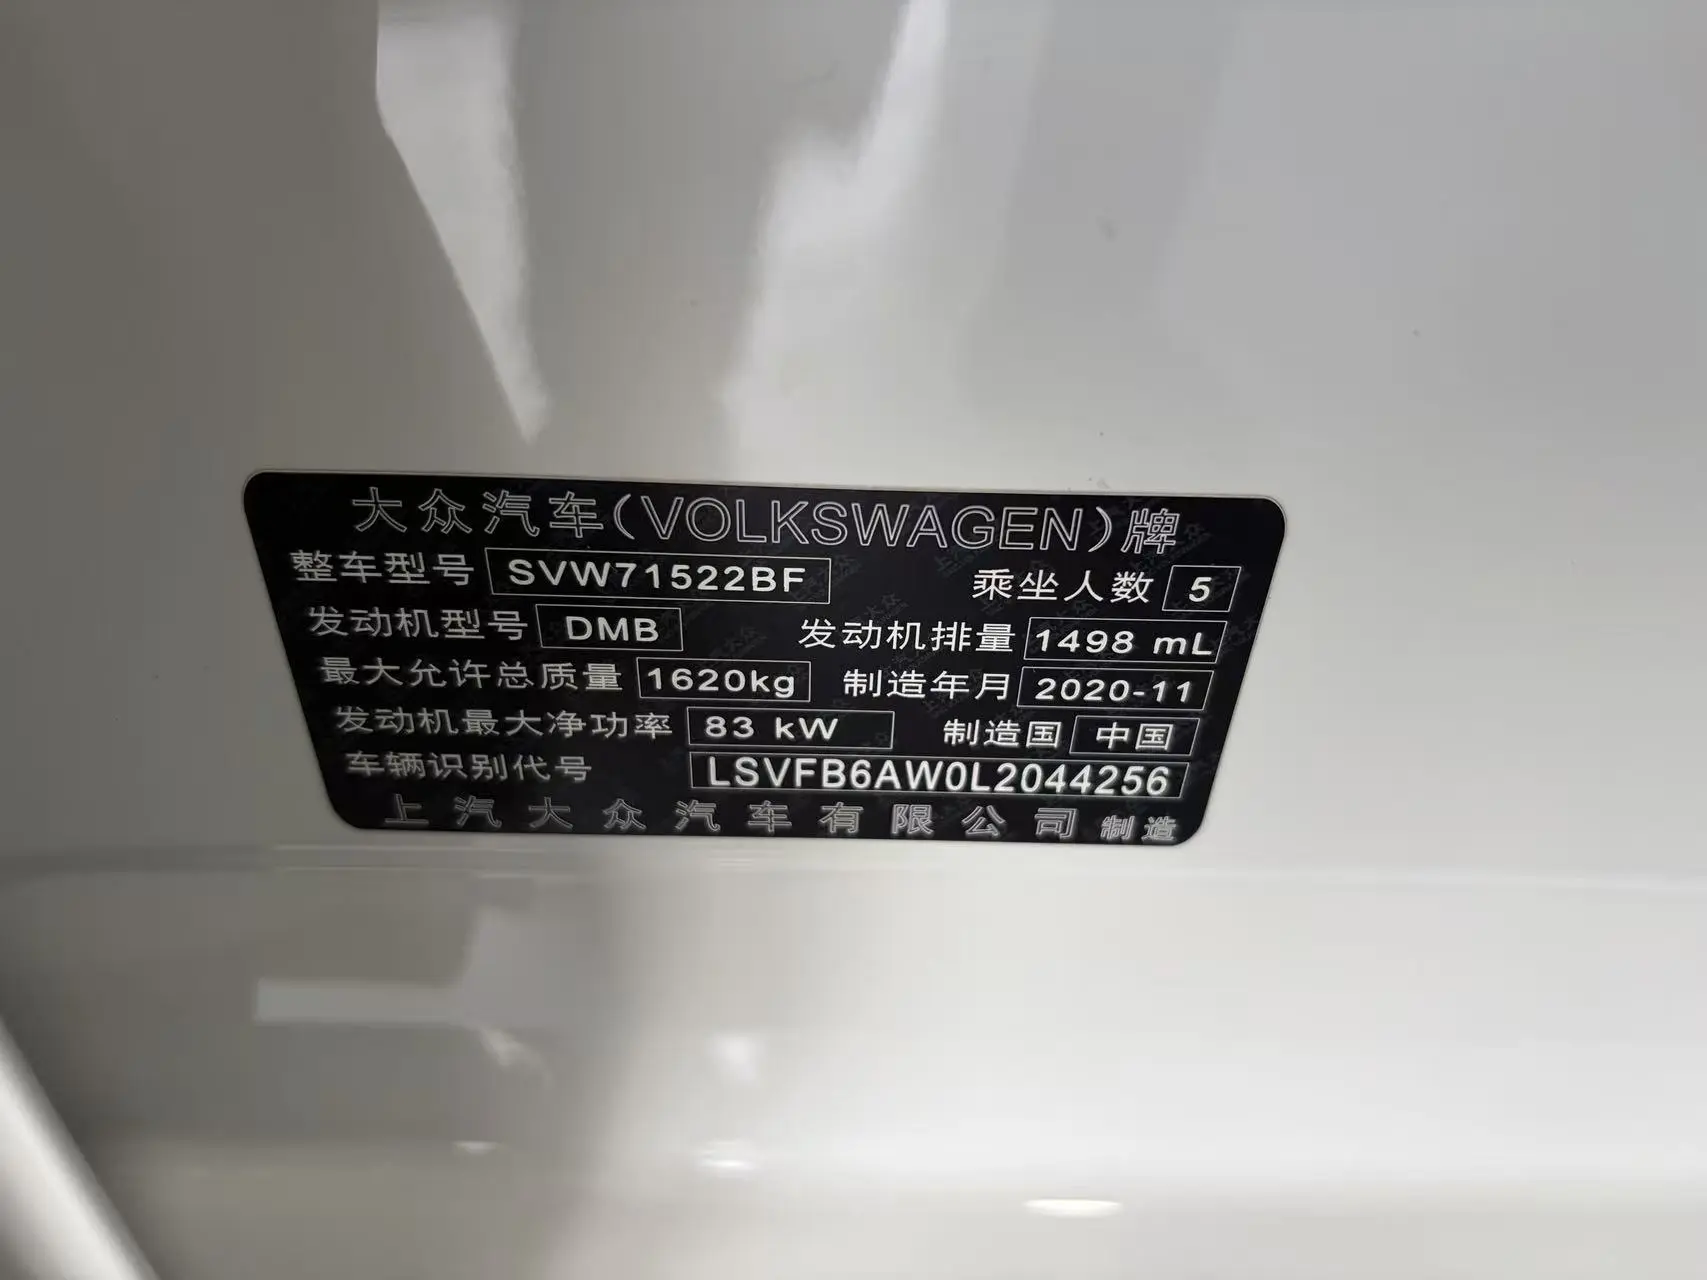 大众汽车(VOLKSWAGEN)牌
整车型号 SVW71522BF 乘坐人数 5
发动机型号 DMB 发动机排量 1498 mL
最大允许总质量 1620kg 制造年月 2020-11
发动机最大净功率 83 kW 制造国 中国
车辆识别代号 LSVFB6AW0L2044256
上汽大众汽车有限公司 制造